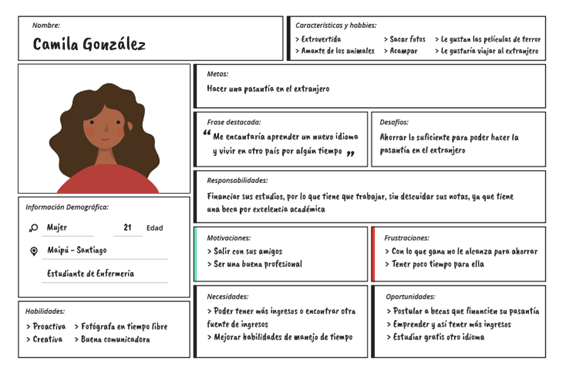 Nombre:
Camila González
Características y hobbies:
> Extrovertida > Sacar fotos > Le gustan las películas de terror
> Amante de los animales > Acampar > Le gustaría viajar al extranjero
Metas:
Hacer una pasantía en el extranjero
Frase destacada:
“ Me encantaría aprender un nuevo idioma
y vivir en otro país por algún tiempo „
Desafíos:
Ahorrar lo suficiente para poder hacer la
pasantía en el extranjero
Responsabilidades:
Financiar sus estudios, por lo que tiene que trabajar, sin descuidar sus notas, ya que tiene
una beca por excelencia académica
Información Demográfica:
Mujer 21 Edad
Maipú - Santiago
Estudiante de Enfermería
Motivaciones:
> Salir con sus amigos
> Ser una buena profesional
Frustraciones:
> Con lo que gana no le alcanza para ahorrar
> Tener poco tiempo para ella
Habilidades:
> Proactiva > Fotógrafa en tiempo libre
> Creativa > Buena comunicadora
Necesidades:
> Poder tener más ingresos o encontrar otra
fuente de ingresos
> Mejorar habilidades de manejo de tiempo
Oportunidades:
> Postular a becas que financien su pasantía
> Emprender y así tener más ingresos
> Estudiar gratis otro idioma